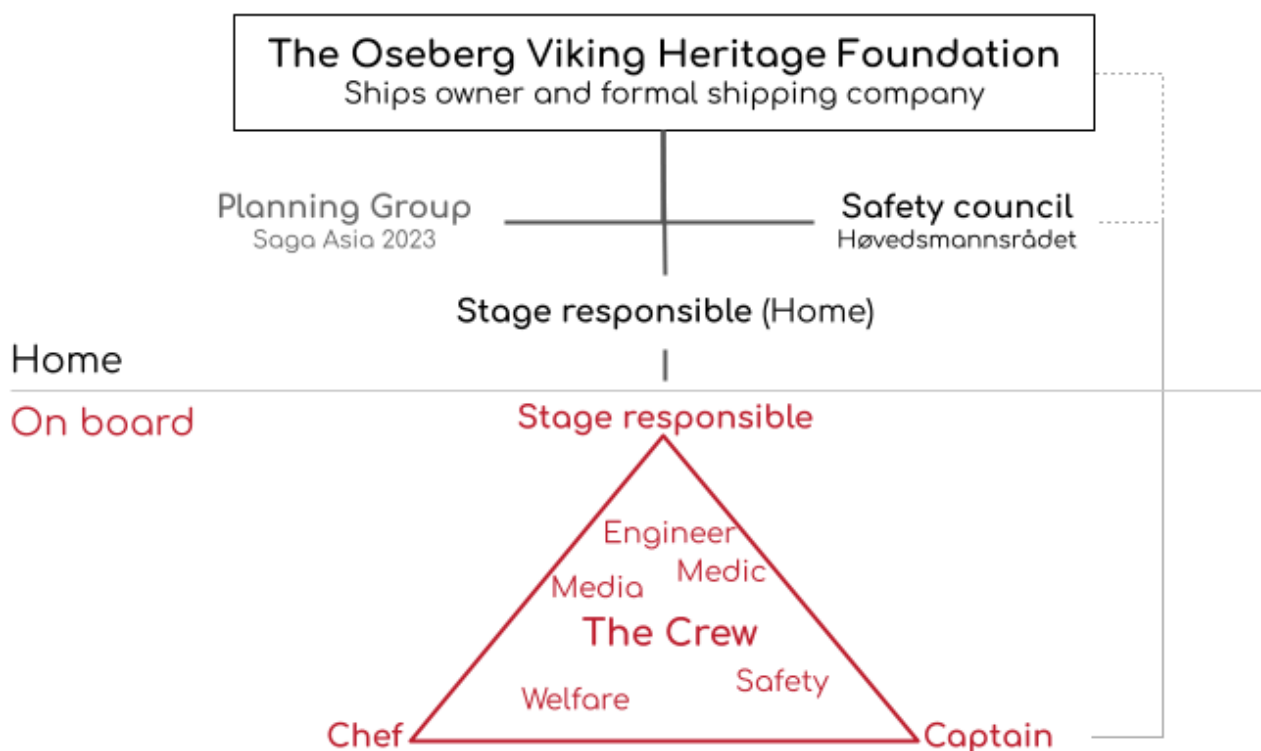 The Oseberg Viking Heritage Foundation
Ships owner and formal shipping company
Planning Group
Saga Asia 2023
Safety council
Høvedsmannsrådet
Stage responsible (Home)
Home
On board
Stage responsible
Engineer
Medic
Media
The Crew
Safety
Welfare
Chef
Captain